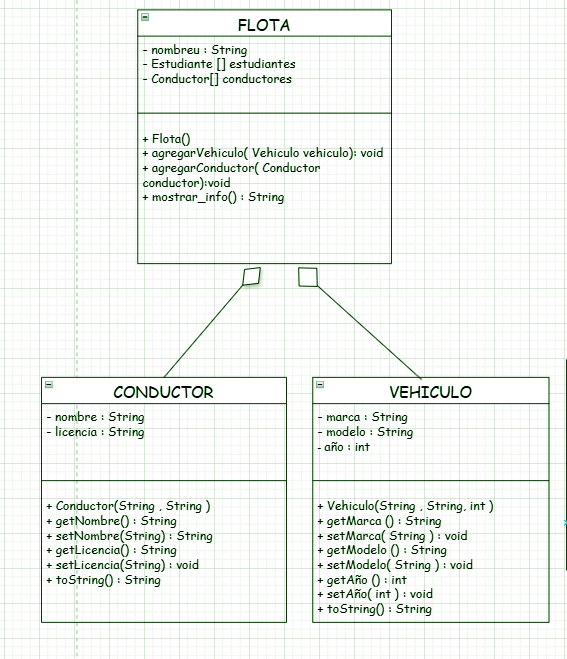 FLOTA
- nombreu : String
- Estudiante [] estudiantes
- Conductor[] conductores
+ Flota()
+ agregarVehiculo( Vehiculo vehiculo): void
+ agregarConductor( Conductor
conductor):void
+ mostrar_info() : String
CONDUCTOR
- nombre : String
- licencia : String
+ Conductor(String , String )
+ getNombre() : String
+ setNombre(String) : String
+ getLicencia() : String
+ setLicencia(String) : void
+ toString() : String
VEHICULO
- marca : String
- modelo : String
- año : int
+ Vehiculo(String , String, int )
+ getMarca () : String
+ setMarca( String ) : void
+ getModelo () : String
+ setModelo( String ) : void
+ getAño () : int
+ setAño( int ) : void
+ toString() : String